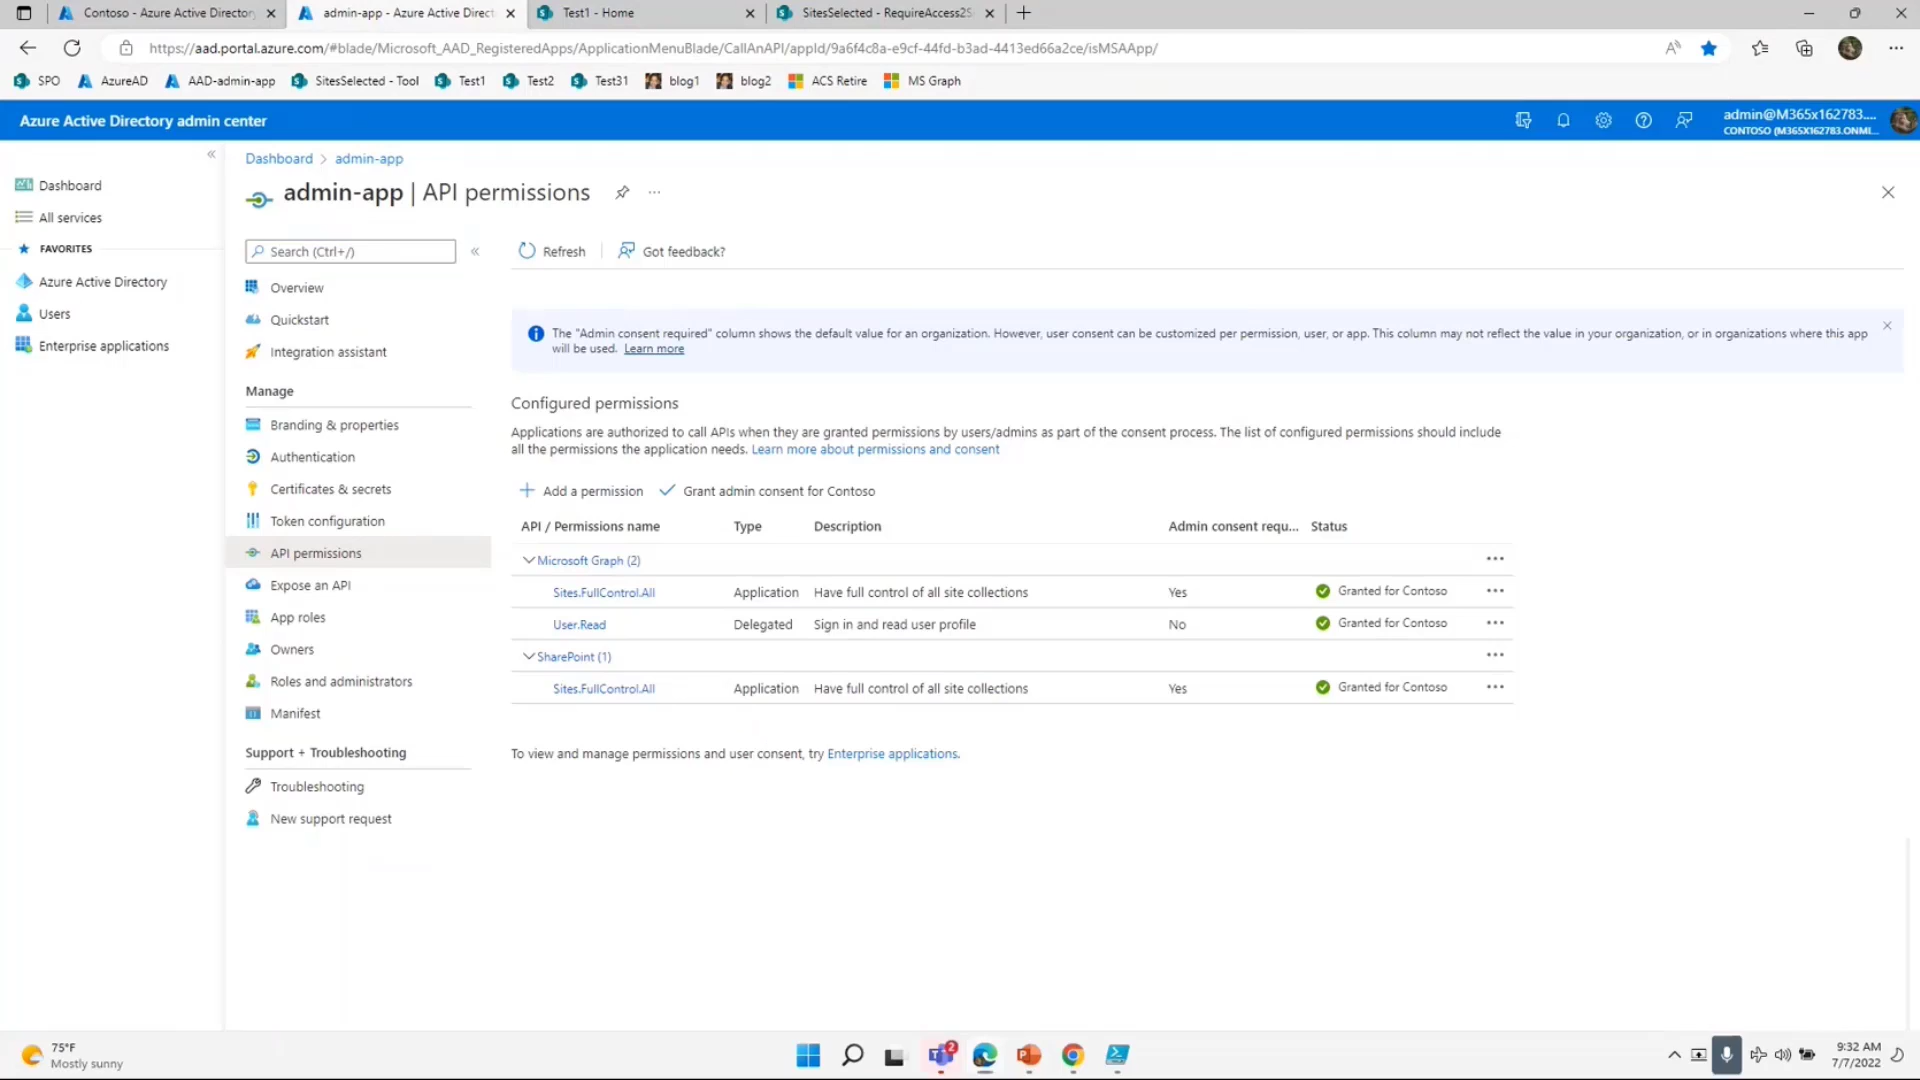 Contoso - Azure Active Directory
admin-app - Azure Active Direct
Test1 - Home
SitesSelected - RequireAccess2S
https://aad.portal.azure.com/#blade/Microsoft_AAD_RegisteredApps/ApplicationMenuBlade/CallAnAPI/appId/9a6f4c8a-e9cf-44fd-b3ad-4413ed66a2ce/isMSAApp/
SPO
AzureAD
AAD-admin-app
SitesSelected - Tool
Test1
Test2
Test31
blog1
blog2
ACS Retire
MS Graph
Azure Active Directory admin center
admin@M365x162783....
CONTOSO (M365X162783.ONMI...
Dashboard
All services
FAVORITES
Azure Active Directory
Users
Enterprise applications
Dashboard > admin-app
admin-app | API permissions
Search (Ctrl+/)
Overview
Quickstart
Integration assistant
Manage
Branding & properties
Authentication
Certificates & secrets
Token configuration
API permissions
Expose an API
App roles
Owners
Roles and administrators
Manifest
Support + Troubleshooting
Troubleshooting
New support request
Refresh
Got feedback?
The "Admin consent required" column shows the default value for an organization. However, user consent can be customized per permission, user, or app. This column may not reflect the value in your organization, or in organizations where this app
will be used. Learn more
Configured permissions
Applications are authorized to call APIs when they are granted permissions by users/admins as part of the consent process. The list of configured permissions should include
all the permissions the application needs. Learn more about permissions and consent
Add a permission
Grant admin consent for Contoso
API / Permissions name Type Description Admin consent requ... Status
Microsoft Graph (2)
Sites.FullControl.All Application Have full control of all site collections Yes Granted for Contoso
User.Read Delegated Sign in and read user profile No Granted for Contoso
SharePoint (1)
Sites.FullControl.All Application Have full control of all site collections Yes Granted for Contoso
To view and manage permissions and user consent, try Enterprise applications.
75°F
Mostly sunny
2
9:32 AM
7/7/2022